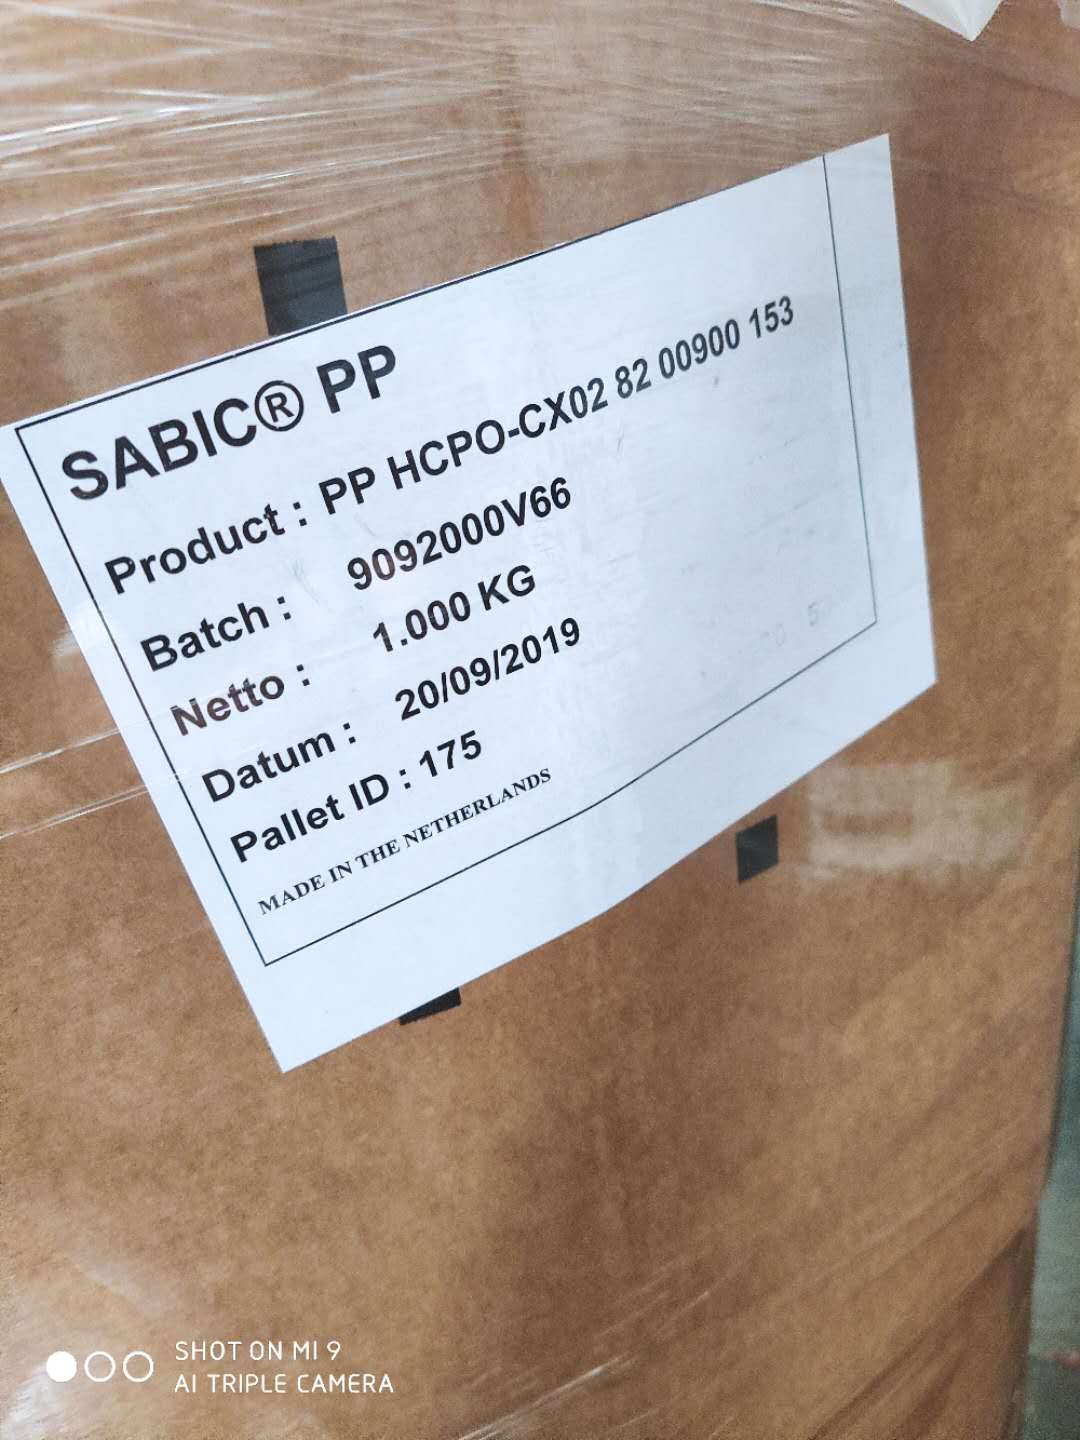 SABIC® PP
Product : PP HCPO-CX02 82 00900 153
Batch : 9092000V66
Netto : 1.000 KG
Datum : 20/09/2019
Pallet ID : 175
MADE IN THE NETHERLANDS
SHOT ON MI 9
AI TRIPLE CAMERA